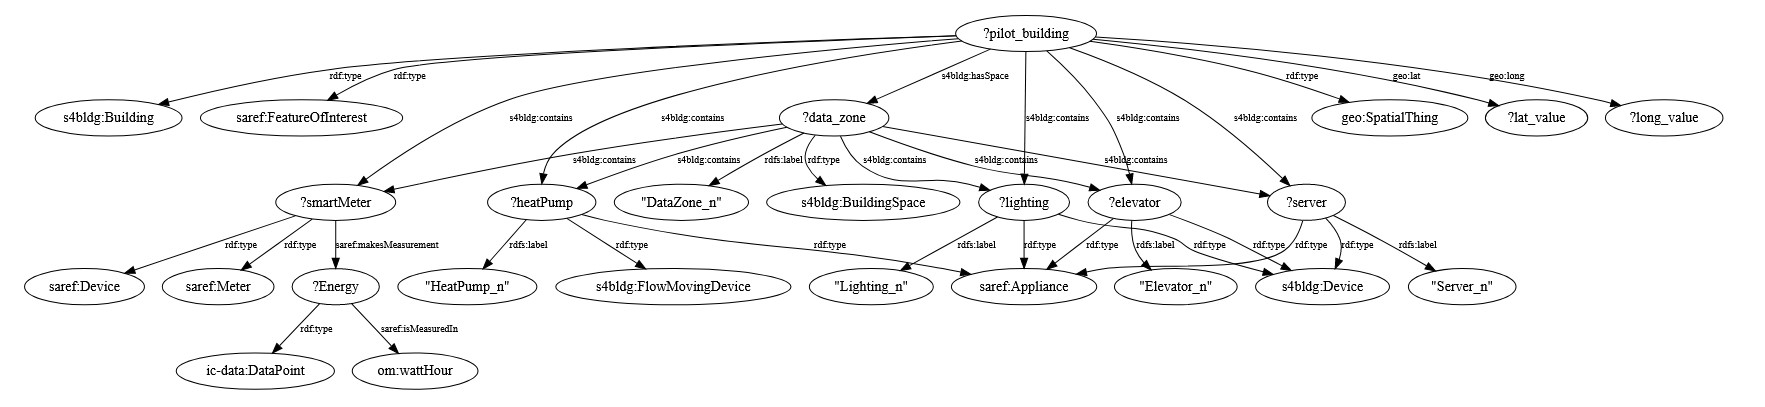 ?pilot_building
rdf:type
rdf:type
s4bldg:hasSpace
rdf:type
geo:lat
geo:long
s4bldg:Building
saref:FeatureOfInterest
s4bldg:contains
s4bldg:contains
?data_zone
s4bldg:contains
s4bldg:contains
s4bldg:contains
geo:SpatialThing
?lat_value
?long_value
s4bldg:contains
s4bldg:contains
rdfs:label
rdf:type
s4bldg:contains
s4bldg:contains
s4bldg:contains
?smartMeter
?heatPump
"DataZone_n"
s4bldg:BuildingSpace
?lighting
?elevator
?server
rdf:type
rdf:type
saref:makesMeasurement
rdfs:label
rdf:type
rdf:type
rdfs:label
rdf:type
rdf:type
rdfs:label
rdf:type
rdf:type
rdf:type
rdf:type
rdfs:label
saref:Device
saref:Meter
?Energy
"HeatPump_n"
s4bldg:FlowMovingDevice
"Lighting_n"
saref:Appliance
"Elevator_n"
s4bldg:Device
"Server_n"
rdf:type
saref:isMeasuredIn
ic-data:DataPoint
om:wattHour